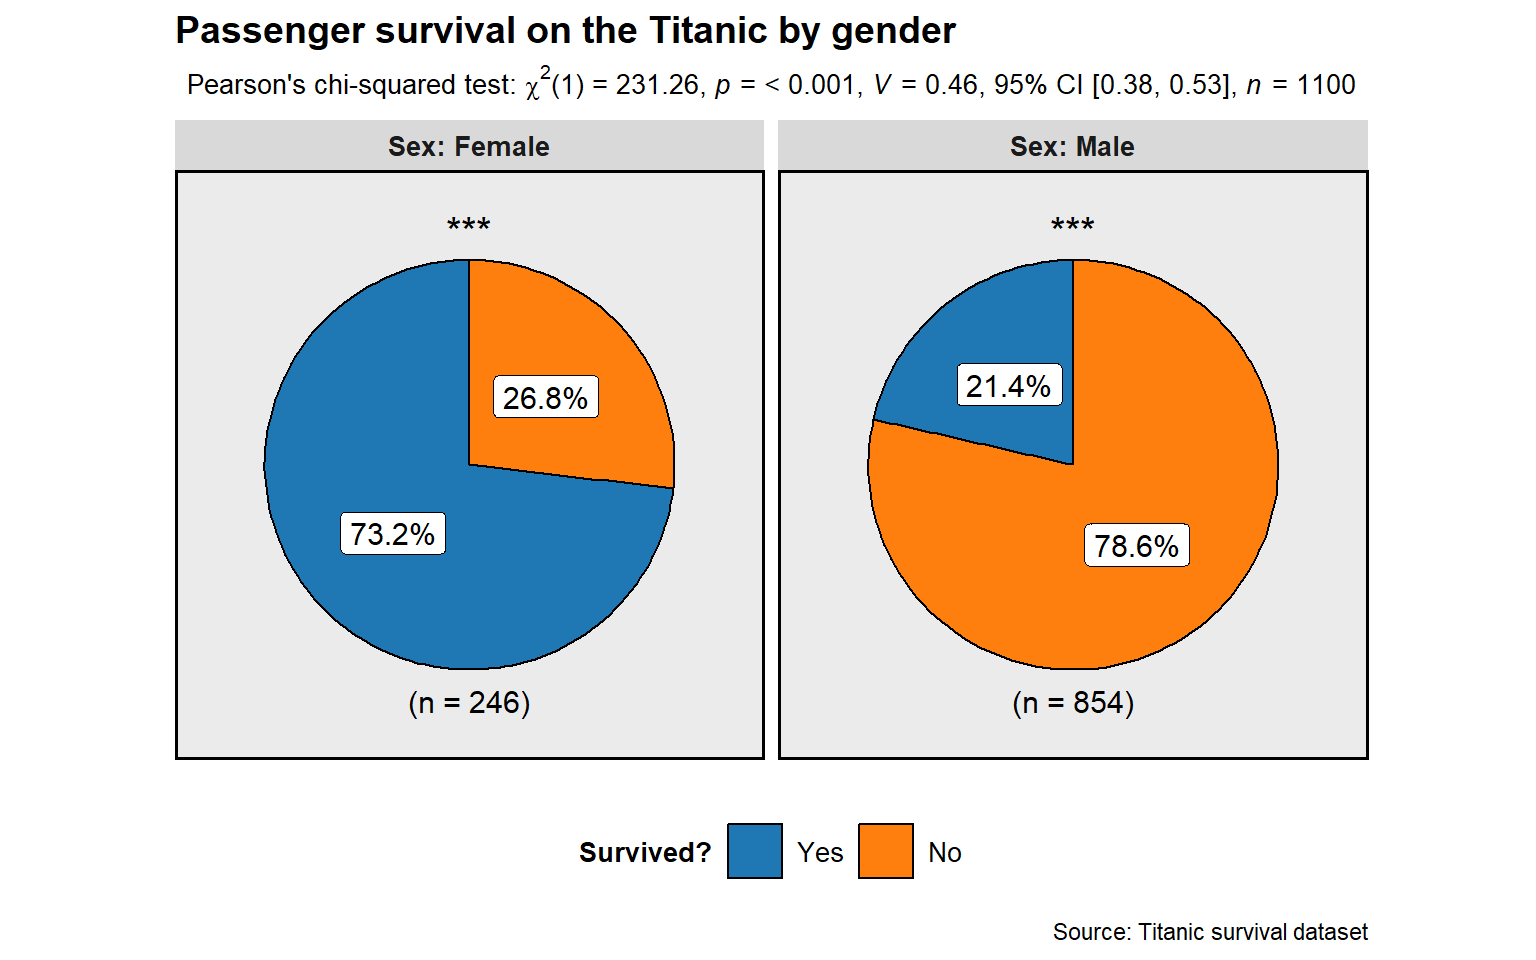 Passenger survival on the Titanic by gender
Pearson's chi-squared test: χ²(1) = 231.26, p = < 0.001, V = 0.46, 95% CI [0.38, 0.53], n = 1100
Sex: Female
***
26.8%
73.2%
(n = 246)
Sex: Male
***
21.4%
78.6%
(n = 854)
Survived? Yes No
Source: Titanic survival dataset